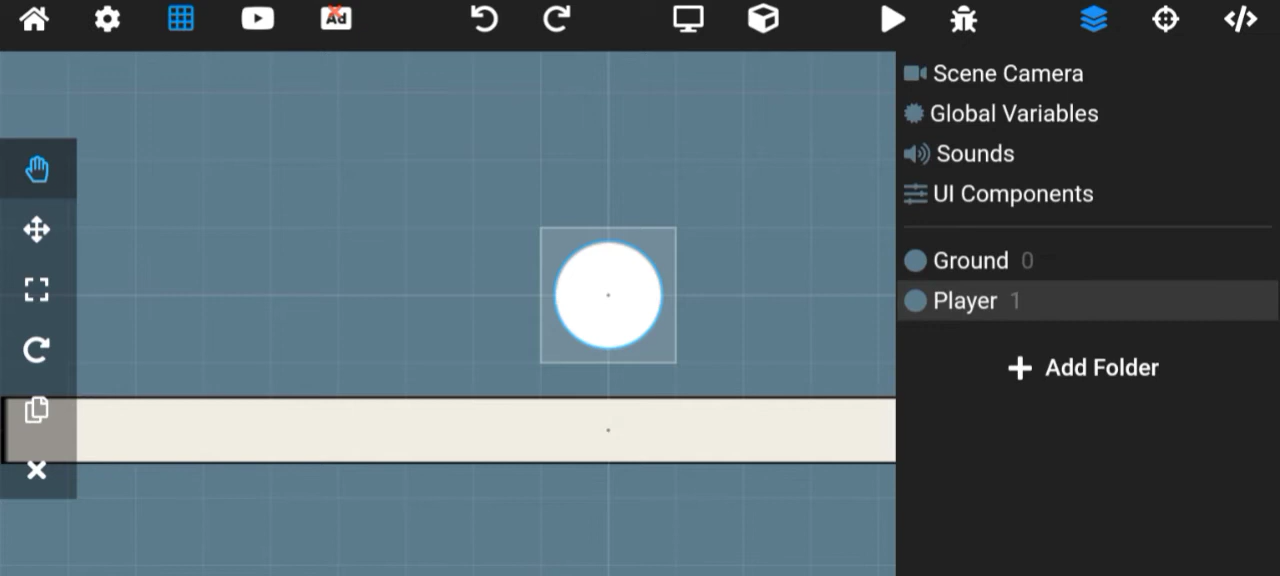 Ad
Scene Camera
Global Variables
Sounds
UI Components
Ground 0
Player 1
Add Folder